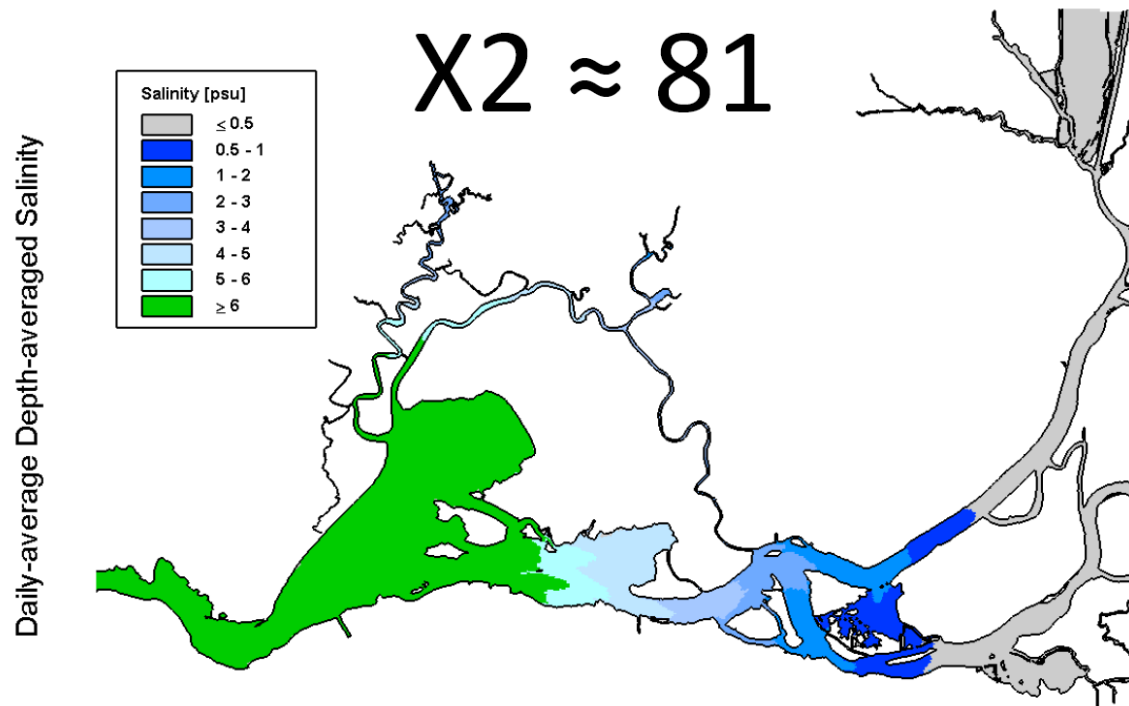 X2 ≈ 81
Daily-average Depth-averaged Salinity
Salinity [psu]
≤ 0.5
0.5 - 1
1 - 2
2 - 3
3 - 4
4 - 5
5 - 6
≥ 6